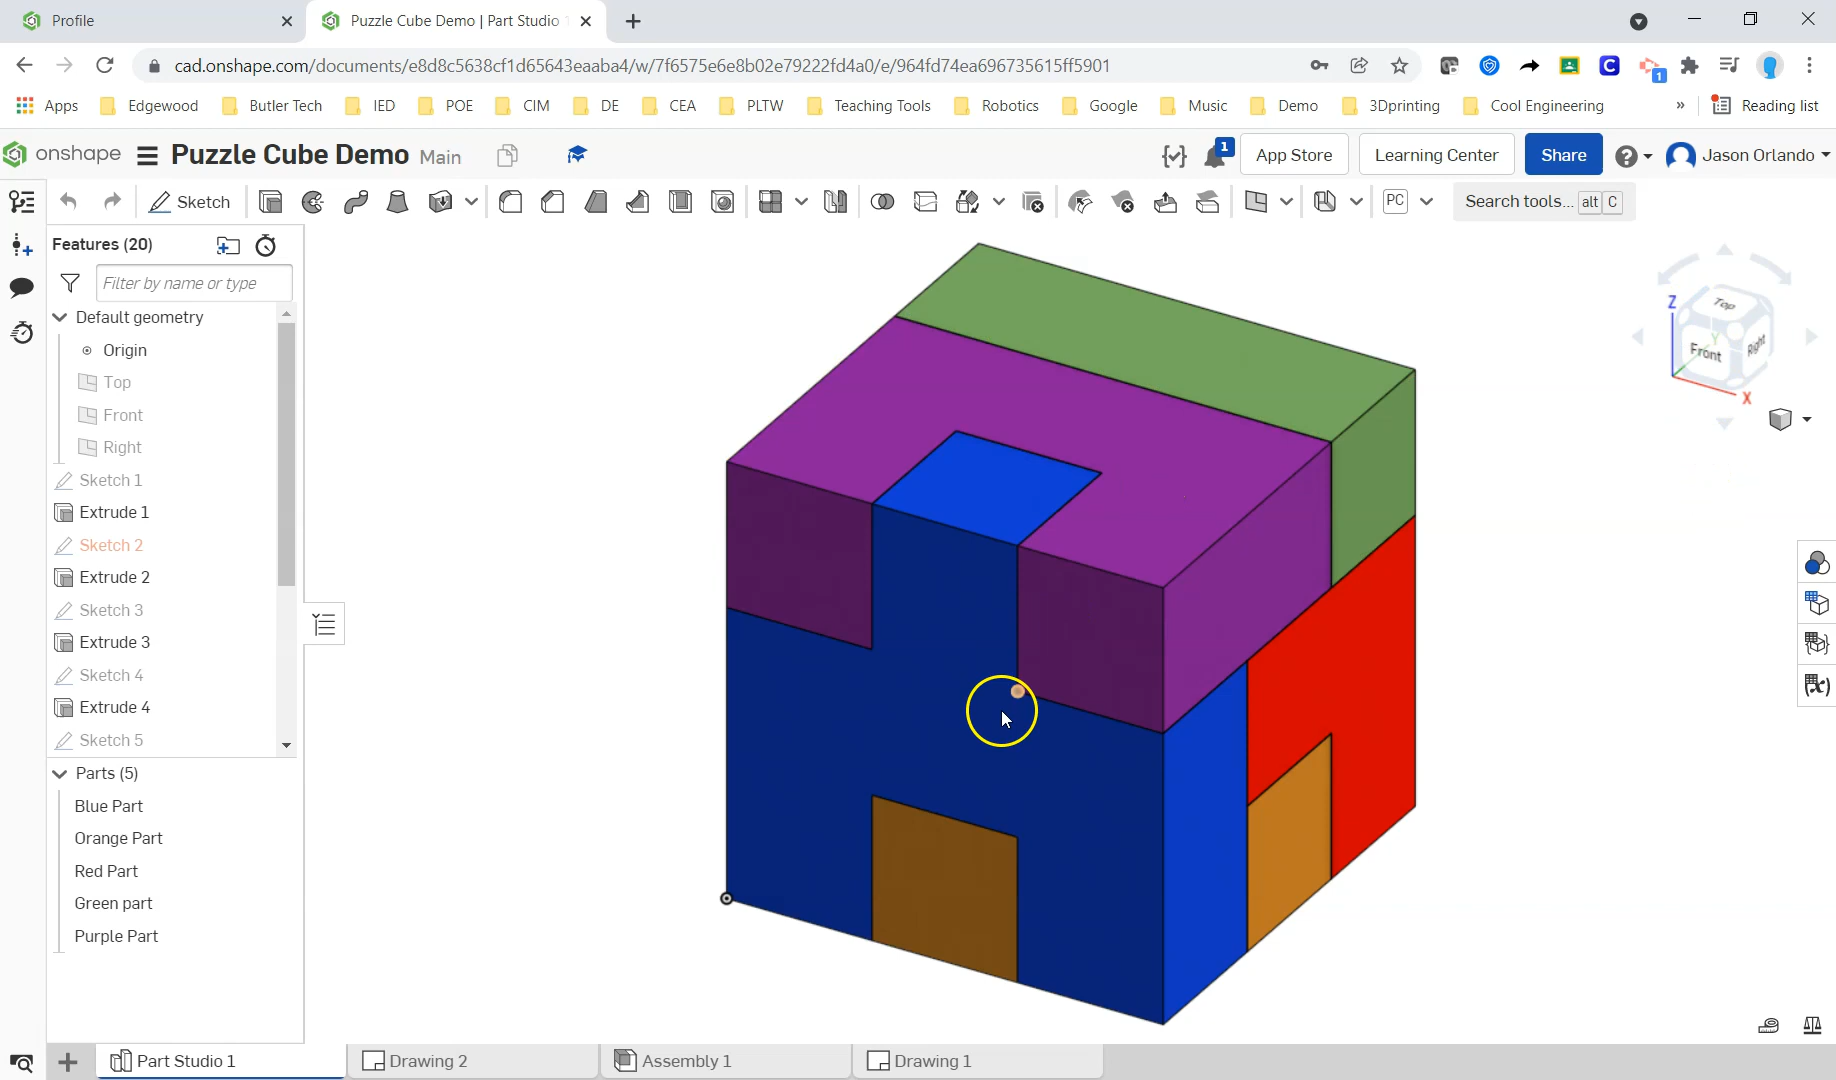 Profile
Puzzle Cube Demo | Part Studio
cad.onshape.com/documents/e8d8c5638cf1d65643eaaba4/w/7f6575e6e8b02e79222fd4a0/e/964fd74ea696735615ff5901
1
Apps Edgewood Butler Tech IED POE CIM DE CEA PLTW Teaching Tools Robotics Google Music Demo 3Dprinting Cool Engineering » Reading list
onshape Puzzle Cube Demo Main 1 App Store Learning Center Share Jason Orlando
Sketch PC Search tools... alt C
Features (20)
Filter by name or type
Default geometry
Origin
Top
Front
Right
Sketch 1
Extrude 1
Sketch 2
Extrude 2
Sketch 3
Extrude 3
Sketch 4
Extrude 4
Sketch 5
Parts (5)
Blue Part
Orange Part
Red Part
Green part
Purple Part
Z
Top
Y
Front
Right
X
(x)
Part Studio 1 Drawing 2 Assembly 1 Drawing 1